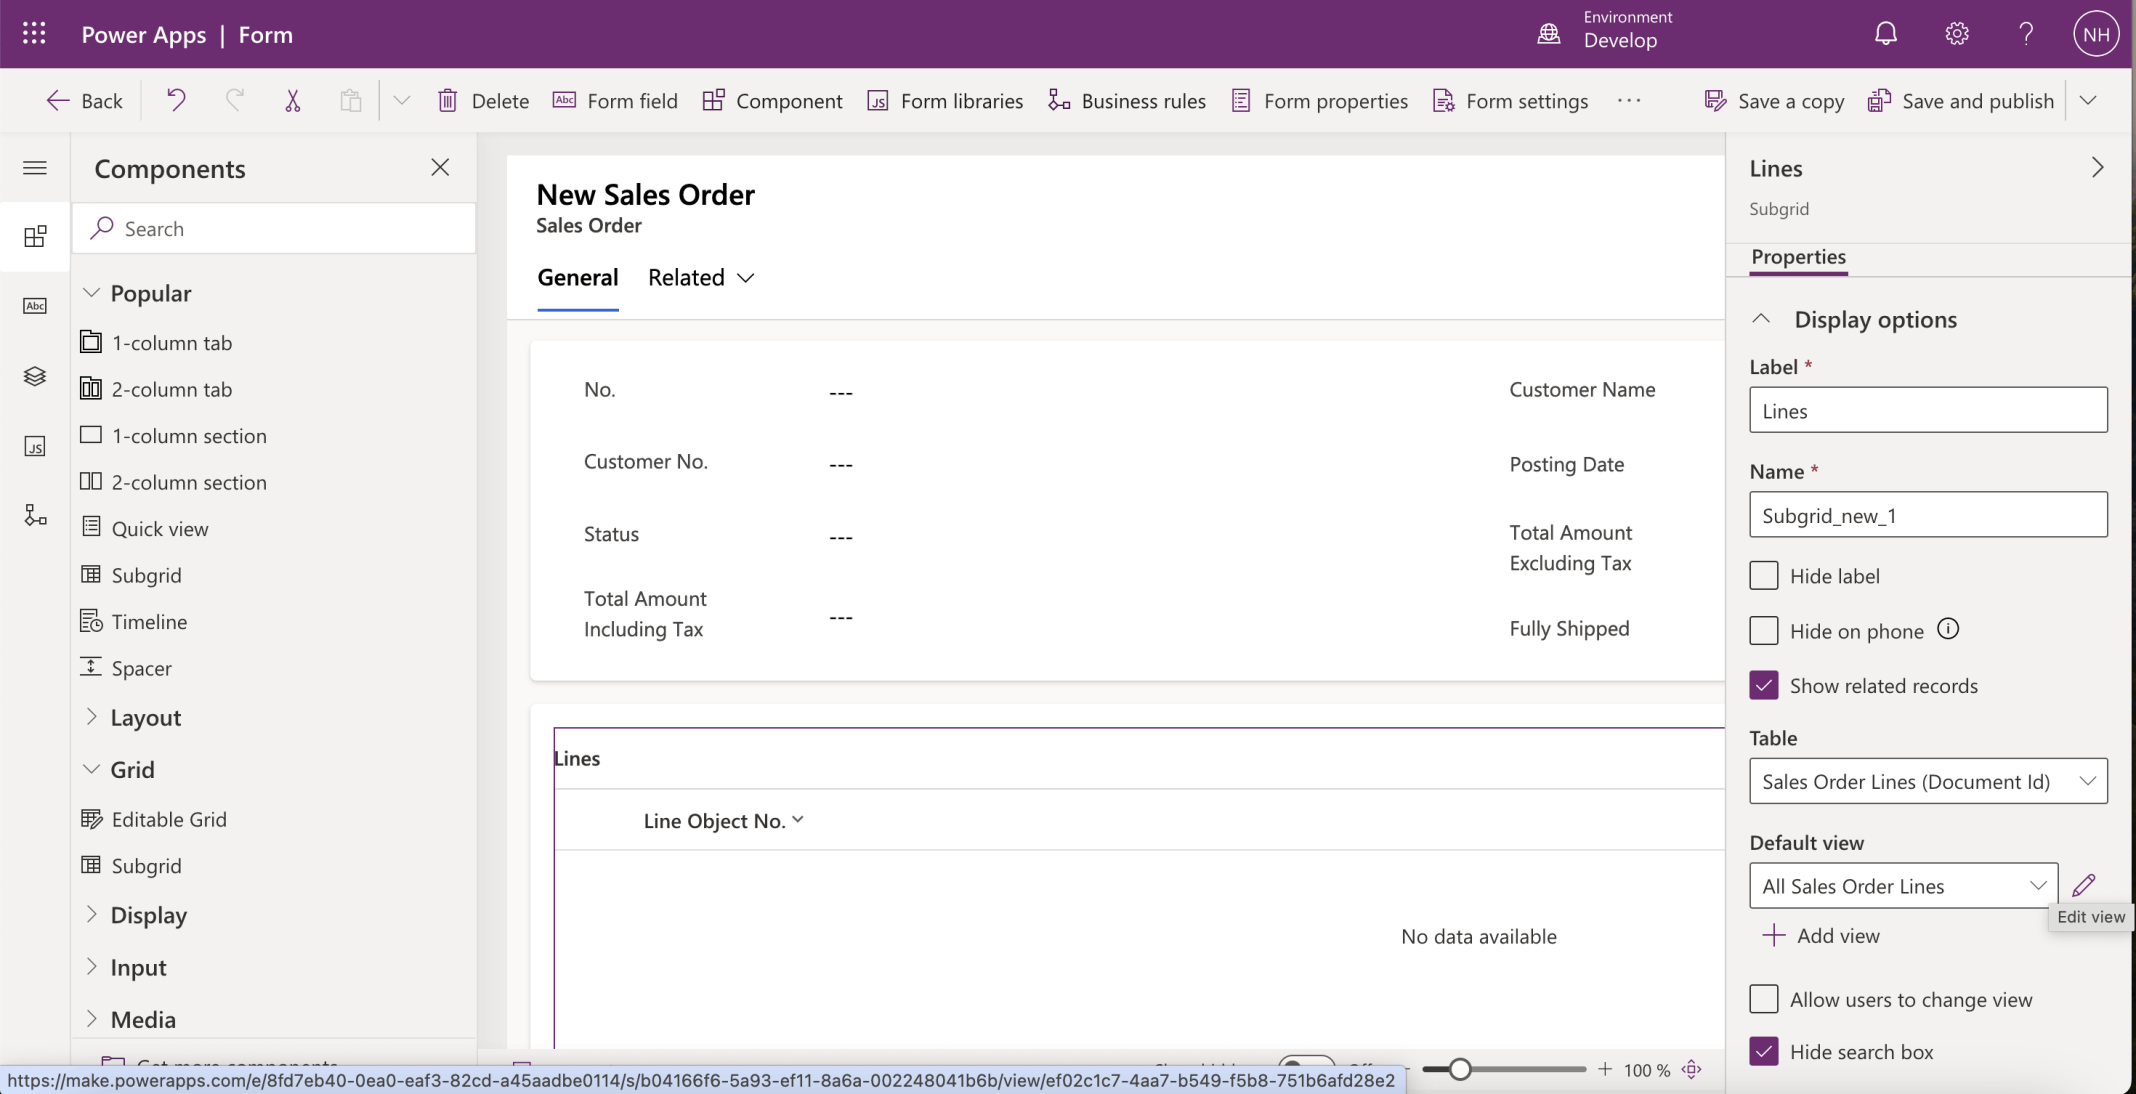 Power Apps | Form
Environment
Develop
NH
Back
Delete
Abc
Form field
Component
JS
Form libraries
Business rules
Form properties
Form settings
Save a copy
Save and publish
Components
Search
Popular
1-column tab
2-column tab
1-column section
2-column section
Quick view
Subgrid
Timeline
Spacer
Layout
Grid
Editable Grid
Subgrid
Display
Input
Media
Abc
JS
New Sales Order
Sales Order
General
Related
No.
---
Customer Name
Customer No.
---
Posting Date
Status
---
Total Amount
Excluding Tax
Total Amount
Including Tax
---
Fully Shipped
Lines
Line Object No.
No data available
100 %
Lines
Subgrid
Properties
Display options
Label *
Lines
Name *
Subgrid_new_1
Hide label
Hide on phone
Show related records
Table
Sales Order Lines (Document Id)
Default view
All Sales Order Lines
Edit view
Add view
Allow users to change view
Hide search box
https://make.powerapps.com/e/8fd7eb40-0ea0-eaf3-82cd-a45aadbe0114/s/b04166f6-5a93-ef11-8a6a-002248041b6b/view/ef02c1c7-4aa7-b549-f5b8-751b6afd28e2